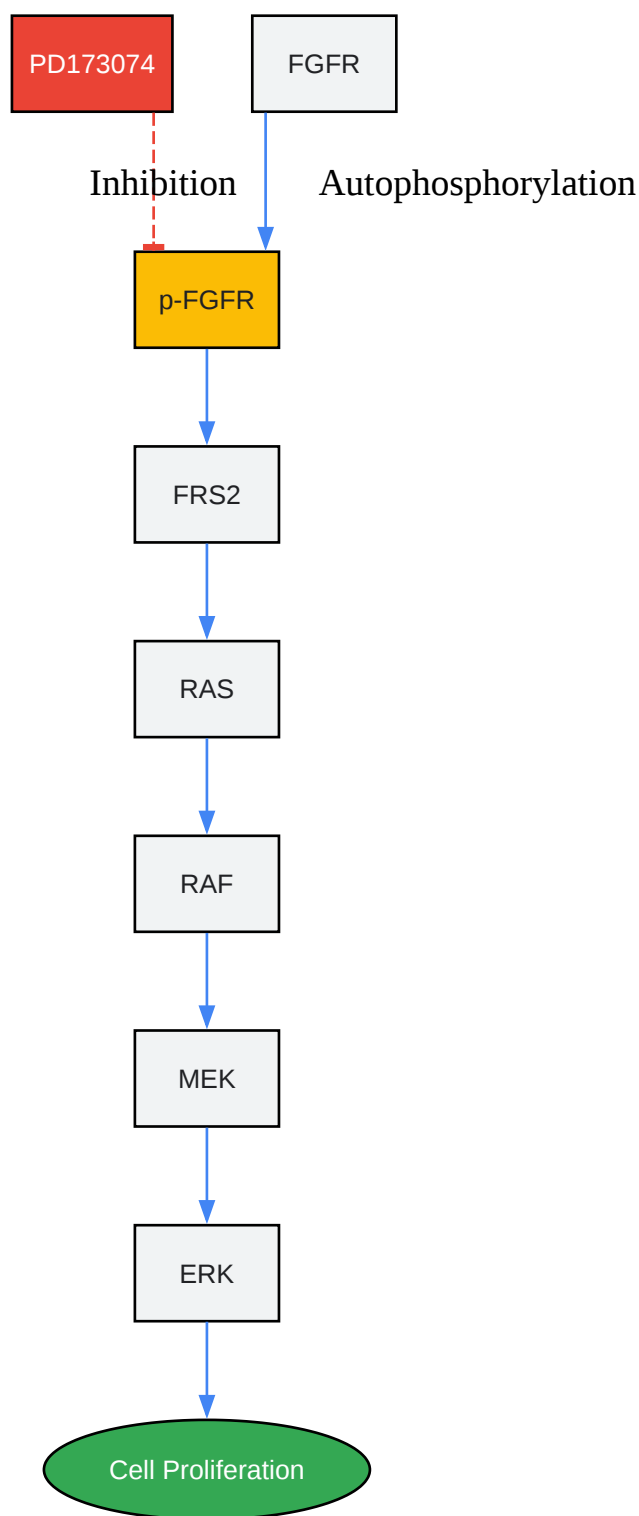 PD173074
FGFR
Inhibition
Autophosphorylation
p-FGFR
FRS2
RAS
RAF
MEK
ERK
Cell Proliferation